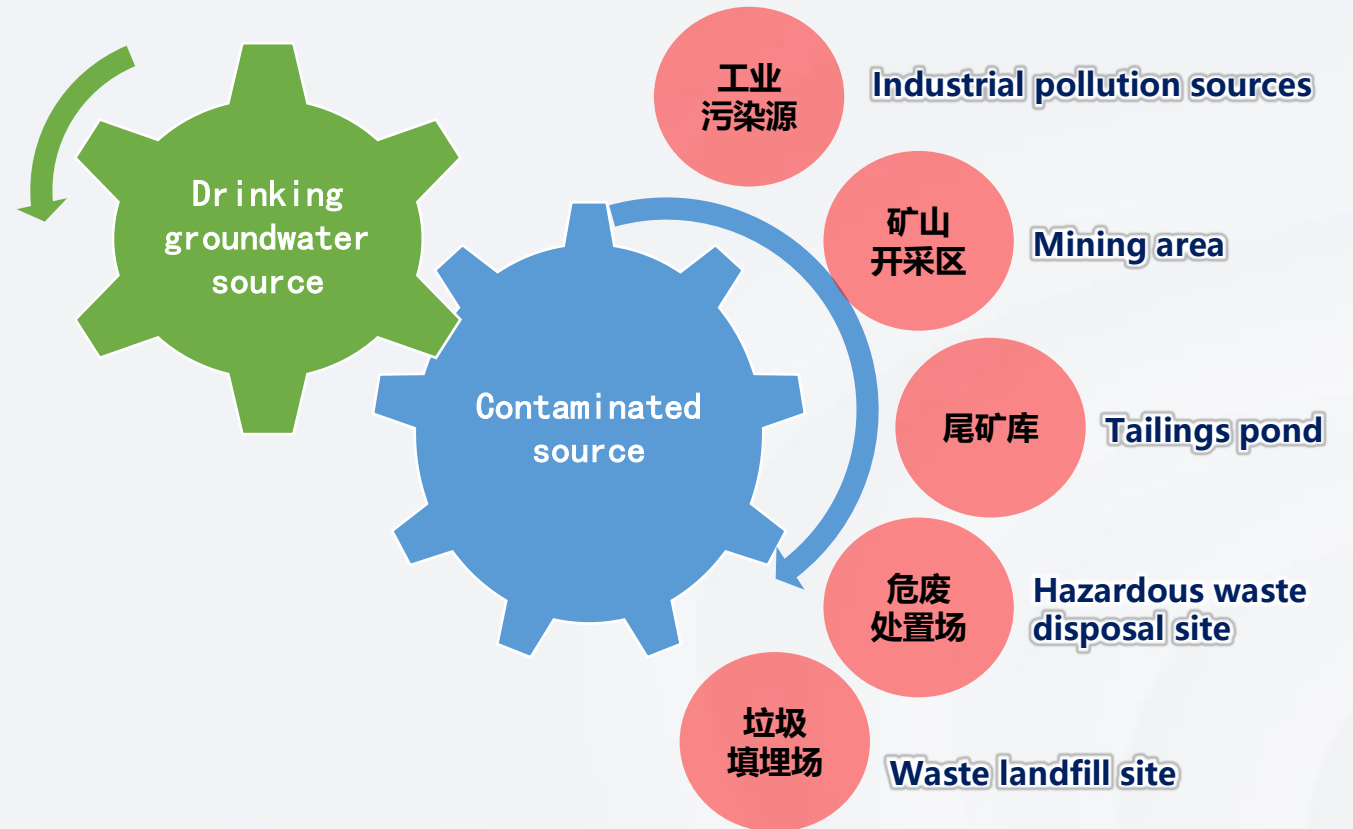 Drinking
groundwater
source
Contaminated
source
工业
污染源
Industrial pollution sources
矿山
开采区
Mining area
尾矿库
Tailings pond
危废
处置场
Hazardous waste
disposal site
垃圾
填埋场
Waste landfill site